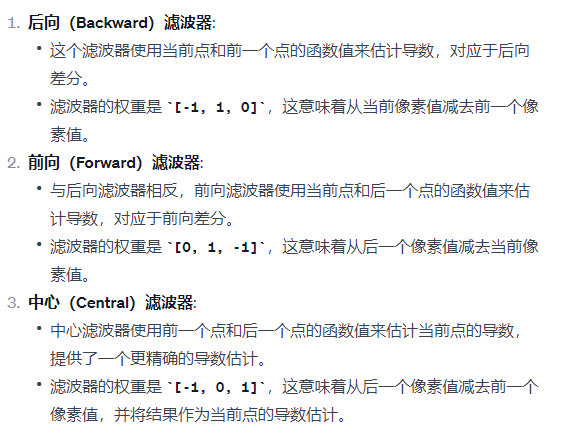 1. 后向（Backward）滤波器:
• 这个滤波器使用当前点和前一个点的函数值来估计导数，对应于后向
差分。
• 滤波器的权重是 `[-1, 1, 0]`，这意味着从当前像素值减去前一个像
素值。
2. 前向（Forward）滤波器:
• 与后向滤波器相反，前向滤波器使用当前点和后一个点的函数值来估
计导数，对应于前向差分。
• 滤波器的权重是 `[0, 1, -1]`，这意味着从后一个像素值减去当前像
素值。
3. 中心（Central）滤波器:
• 中心滤波器使用前一个点和后一个点的函数值来估计当前点的导数，
提供了一个更精确的导数估计。
• 滤波器的权重是 `[-1, 0, 1]`，这意味着从后一个像素值减去前一个
像素值，并将结果作为当前点的导数估计。